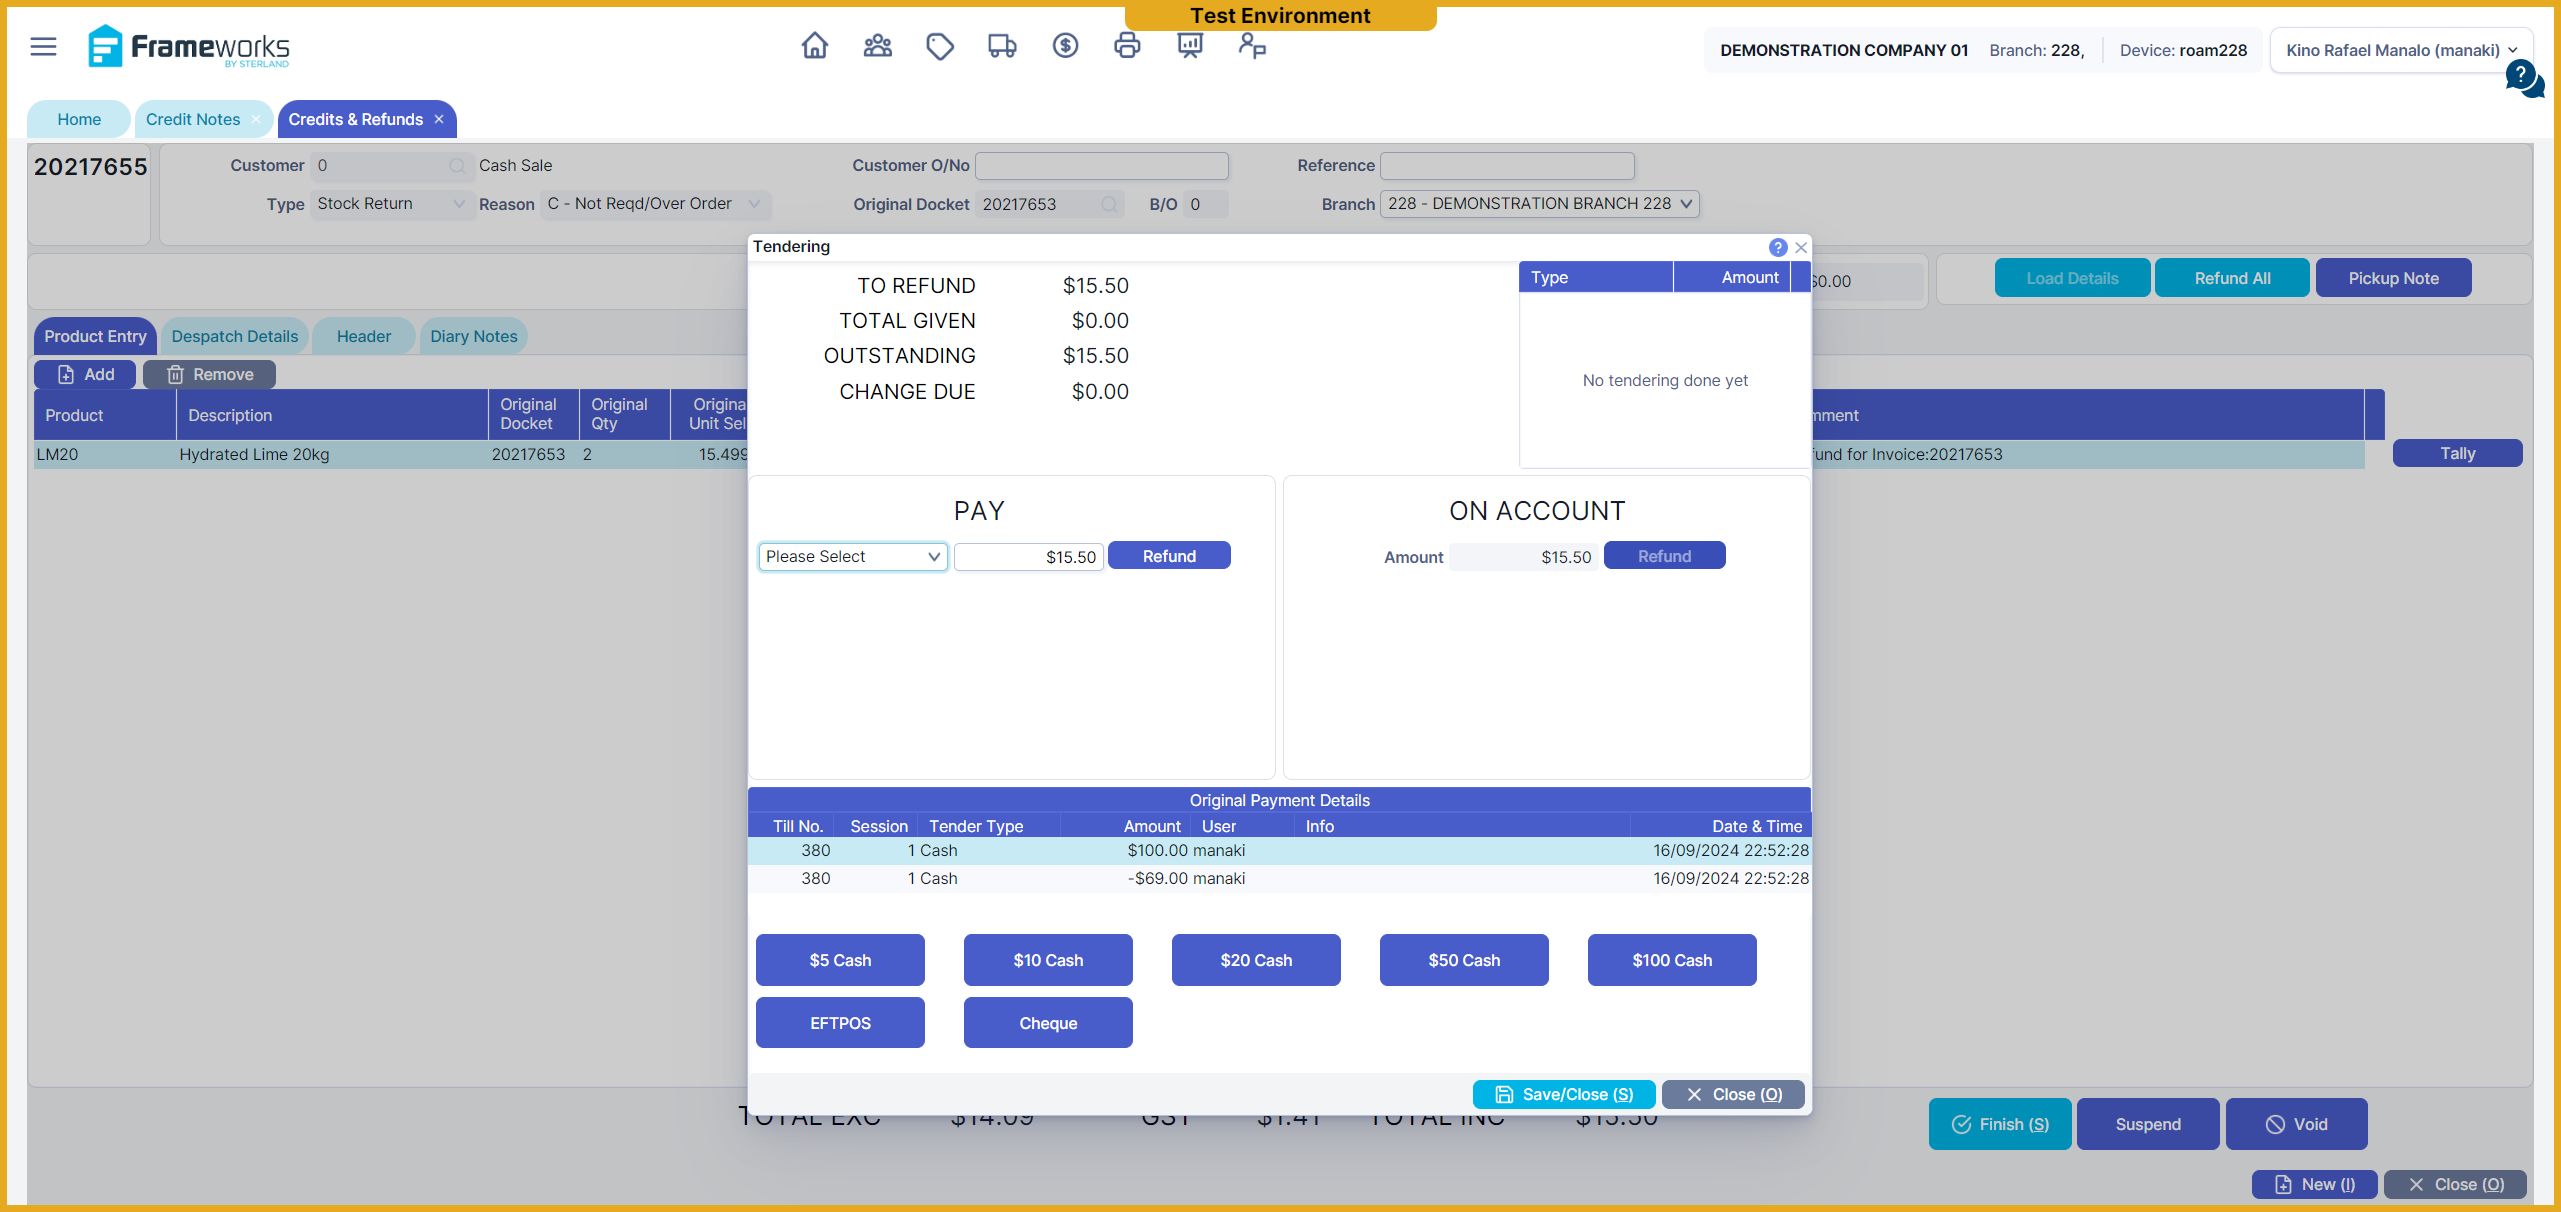 Test Environment
Frameworks
BY STERLAND
DEMONSTRATION COMPANY 01 Branch: 228, Device: roam228 Kino Rafael Manalo (manaki)
?
Home Credit Notes Credits & Refunds
20217655
Customer 0 Cash Sale Customer O/No Reference
Type Stock Return Reason C - Not Reqd/Over Order Original Docket 20217653 B/O 0 Branch 228 - DEMONSTRATION BRANCH 228
$0.00 Load Details Refund All Pickup Note
Product Entry Despatch Details Header Diary Notes
Add Remove
Product Description Original Docket Original Qty Origina Unit Sel mment
LM20 Hydrated Lime 20kg 20217653 2 15.499 und for Invoice:20217653 Tally
Tendering ?
TO REFUND $15.50
TOTAL GIVEN $0.00
OUTSTANDING $15.50
CHANGE DUE $0.00
Type Amount
No tendering done yet
PAY
Please Select $15.50 Refund
ON ACCOUNT
Amount $15.50 Refund
Original Payment Details
Till No. Session Tender Type Amount User Info Date & Time
380 1 Cash $100.00 manaki 16/09/2024 22:52:28
380 1 Cash -$69.00 manaki 16/09/2024 22:52:28
$5 Cash $10 Cash $20 Cash $50 Cash $100 Cash
EFTPOS Cheque
Save/Close (S) Close (O)
TOTAL EXC $14.09 GST $1.41 TOTAL INC $15.50
Finish (S) Suspend Void
New (I) Close (O)